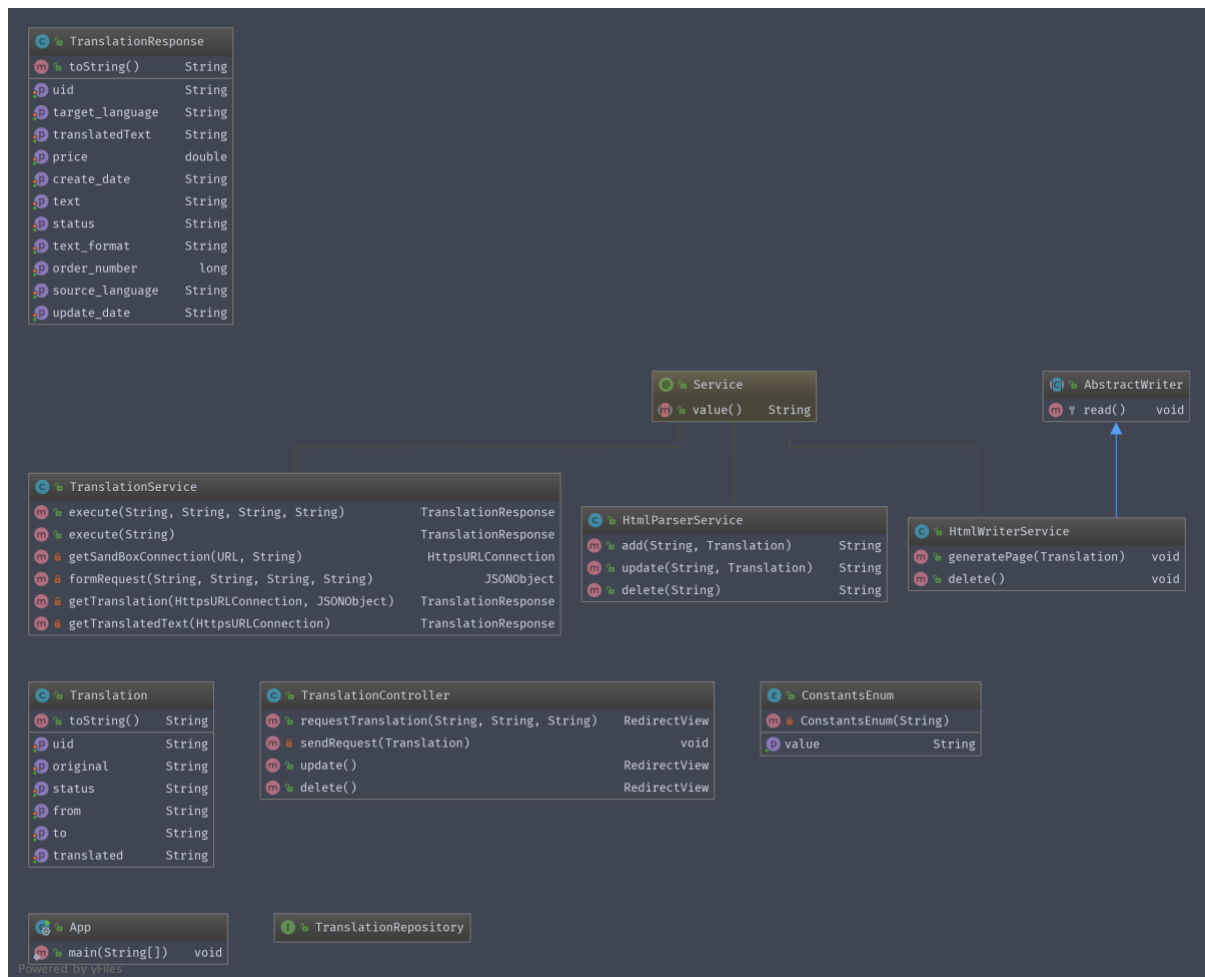 TranslationResponse
toString() String
uid String
target_language String
translatedText String
price double
create_date String
text String
status String
text_format String
order_number long
source_language String
update_date String
Service
value() String
AbstractWriter
read() void
TranslationService
execute(String, String, String, String) TranslationResponse
execute(String) TranslationResponse
getSandBoxConnection(URL, String) HttpsURLConnection
formRequest(String, String, String, String) JSONObject
getTranslation(HttpsURLConnection, JSONObject) TranslationResponse
getTranslatedText(HttpsURLConnection) TranslationResponse
HtmlParserService
add(String, Translation) String
update(String, Translation) String
delete(String) String
HtmlWriterService
generatePage(Translation) void
delete() void
Translation
toString() String
uid String
original String
status String
from String
to String
translated String
TranslationController
requestTranslation(String, String, String) RedirectView
sendRequest(Translation) void
update() RedirectView
delete() RedirectView
ConstantsEnum
ConstantsEnum(String)
value String
App
main(String[]) void
TranslationRepository
Powered by yFiles